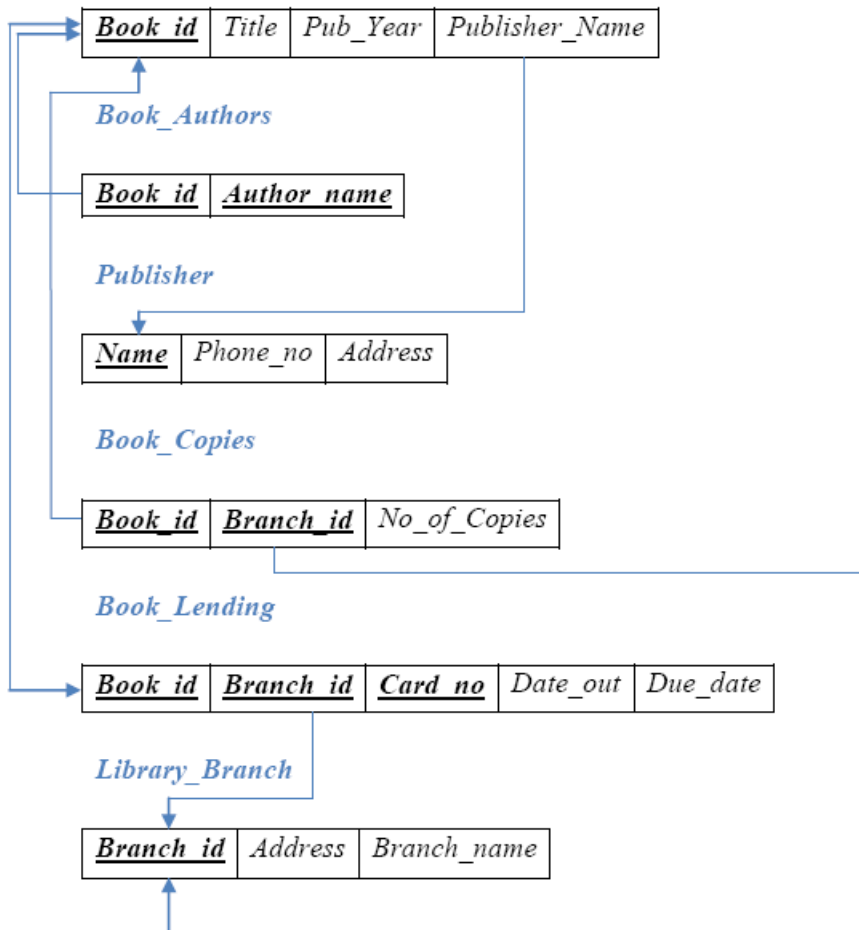 Book_id Title Pub_Year Publisher_Name
Book_Authors
Book_id Author_name
Publisher
Name Phone_no Address
Book_Copies
Book_id Branch_id No_of_Copies
Book_Lending
Book_id Branch_id Card_no Date_out Due_date
Library_Branch
Branch_id Address Branch_name